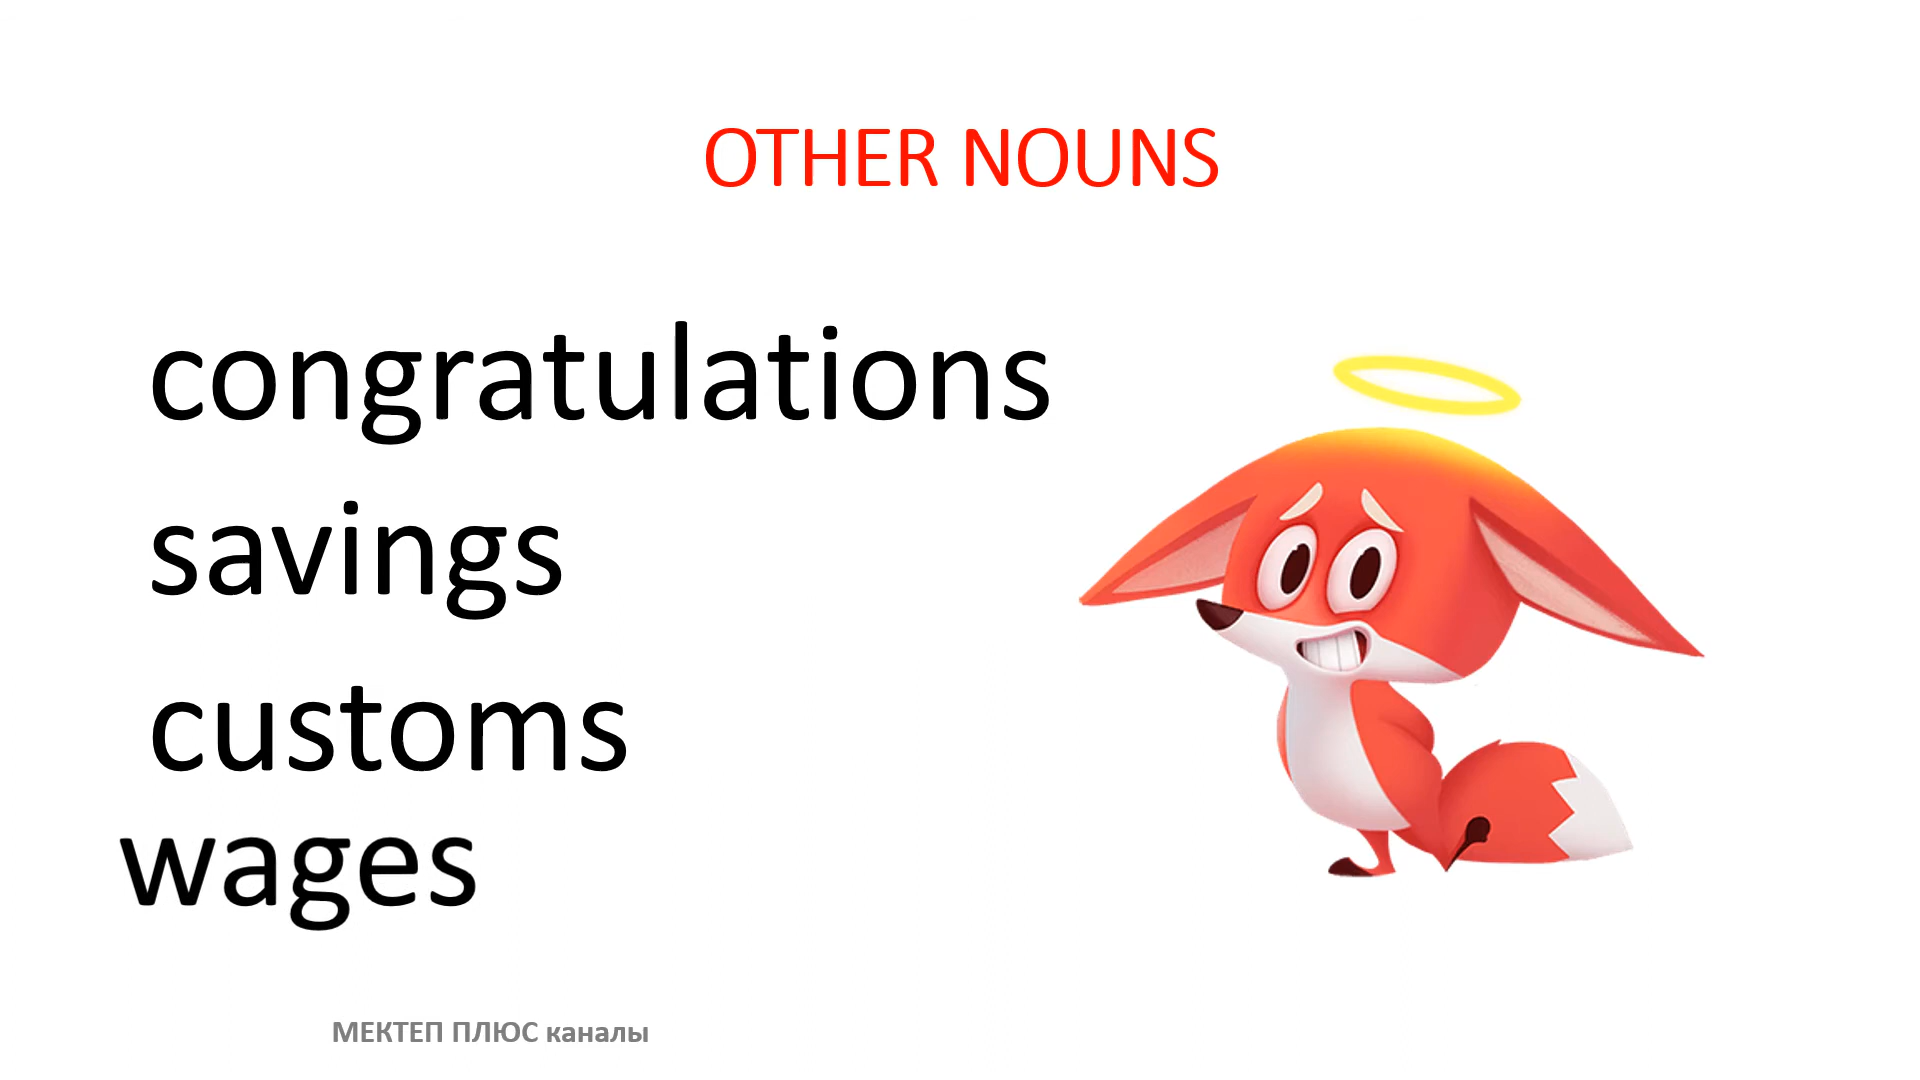 OTHER NOUNS
congratulations
savings
customs
wages
МЕКТЕП ПЛЮС каналы